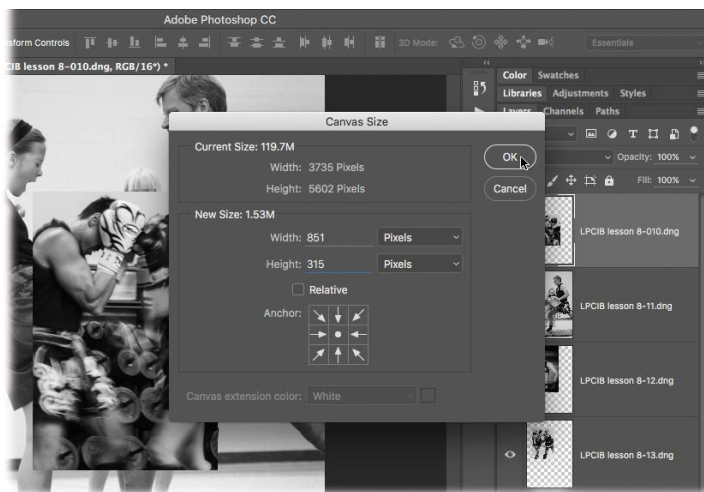 Adobe Photoshop CC
nsform Controls
3D Mode:
Essentials
CIB lesson 8-010.dng, RGB/16*) *
Color Swatches
Libraries Adjustments Styles
Layers Channels Paths
Canvas Size
Current Size: 119.7M
Width: 3735 Pixels
Height: 5602 Pixels
OK
Cancel
New Size: 1.53M
Width: 851 Pixels
Height: 315 Pixels
Relative
Anchor:
Canvas extension color: White
Opacity: 100%
Fill: 100%
LPCIB lesson 8-010.dng
LPCIB lesson 8-11.dng
LPCIB lesson 8-12.dng
LPCIB lesson 8-13.dng